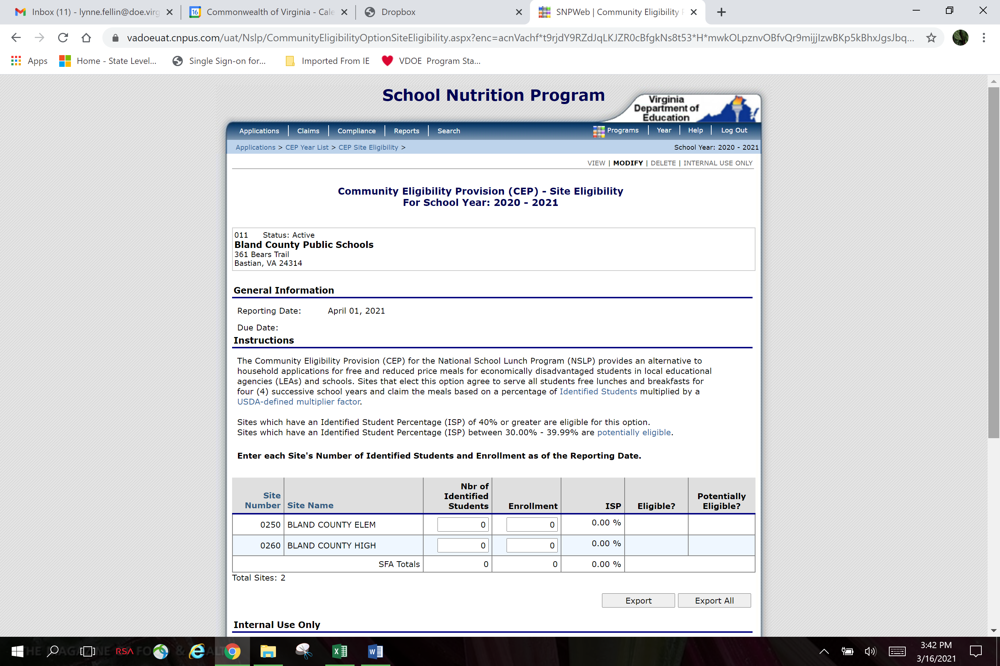 Inbox (11) - lynne.fellin@doe.virg
Commonwealth of Virginia - Cale
Dropbox
SNPWeb | Community Eligibility P
vadoeuat.cnpus.com/uat/Nslp/CommunityEligibilityOptionSiteEligibility.aspx?enc=acnVachf*t9rjdY9RZdJqLKJZR0cBfgkNs8t53*H*mwkOLpznvOBfvQr9mijjIzwBKp5kBhxJgsJbq...
Apps
Home - State Level...
Single Sign-on for...
Imported From IE
VDOE Program Sta...
School Nutrition Program
Virginia
Department of
Education
Applications Claims Compliance Reports Search Programs Year Help Log Out
Applications > CEP Year List > CEP Site Eligibility > School Year: 2020 - 2021
VIEW | MODIFY | DELETE | INTERNAL USE ONLY
Community Eligibility Provision (CEP) - Site Eligibility
For School Year: 2020 - 2021
011 Status: Active
Bland County Public Schools
361 Bears Trail
Bastian, VA 24314
General Information
Reporting Date: April 01, 2021
Due Date:
Instructions
The Community Eligibility Provision (CEP) for the National School Lunch Program (NSLP) provides an alternative to
household applications for free and reduced price meals for economically disadvantaged students in local educational
agencies (LEAs) and schools. Sites that elect this option agree to serve all students free lunches and breakfasts for
four (4) successive school years and claim the meals based on a percentage of Identified Students multiplied by a
USDA-defined multiplier factor.
Sites which have an Identified Student Percentage (ISP) of 40% or greater are eligible for this option.
Sites which have an Identified Student Percentage (ISP) between 30.00% - 39.99% are potentially eligible.
Enter each Site's Number of Identified Students and Enrollment as of the Reporting Date.
Site Number Site Name Nbr of Identified Students Enrollment ISP Eligible? Potentially Eligible?
0250 BLAND COUNTY ELEM 0 0 0.00 %
0260 BLAND COUNTY HIGH 0 0 0.00 %
SFA Totals 0 0 0.00 %
Total Sites: 2
Export Export All
Internal Use Only
RSA
3:42 PM
3/16/2021